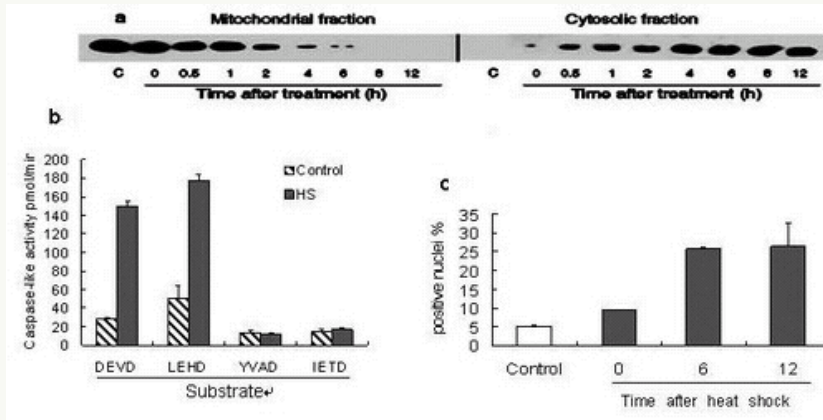 a Mitochondrial fraction Cytosolic fraction
C 0 0.5 1 2 4 6 8 12 C 0 0.5 1 2 4 6 8 12
Time after treatment (h) Time after treatment (h)
b
Caspase-like activity pmol/min
200
180
160
140
120
100
80
60
40
20
0
Control
HS
DEVD LEHD YVAD IETD
Substrate↵
c
positive nuclei %
35
30
25
20
15
10
5
0
Control 0 6 12
Time after heat shock